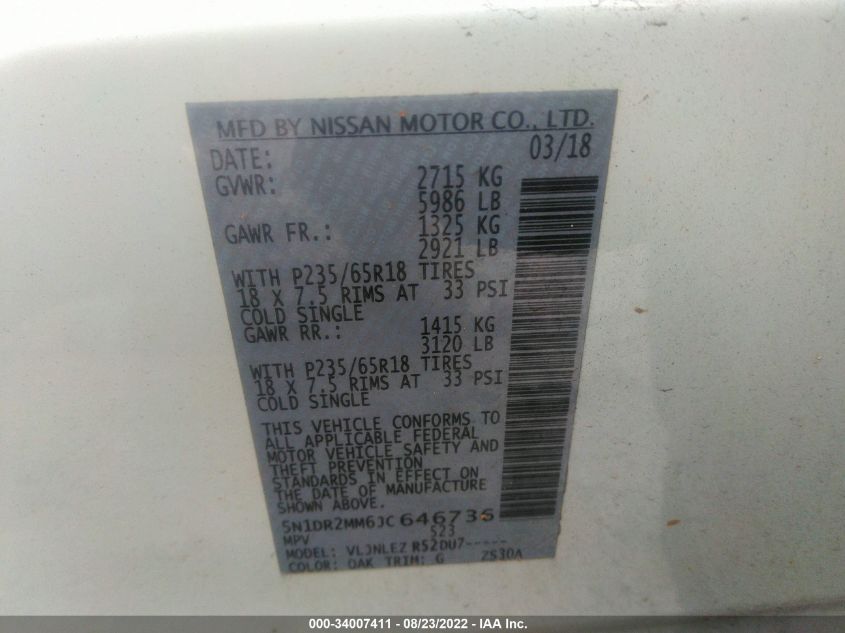 MFD BY NISSAN MOTOR CO., LTD.
DATE: 03/18
GVWR: 2715 KG
5986 LB
GAWR FR.: 1325 KG
2921 LB
WITH P235/65R18 TIRES
18 X 7.5 RIMS AT 33 PSI
COLD SINGLE
GAWR RR.: 1415 KG
3120 LB
WITH P235/65R18 TIRES
18 X 7.5 RIMS AT 33 PSI
COLD SINGLE
THIS VEHICLE CONFORMS TO
ALL APPLICABLE FEDERAL
MOTOR VEHICLE SAFETY AND
THEFT PREVENTION
STANDARDS IN EFFECT ON
THE DATE OF MANUFACTURE
SHOWN ABOVE.
5N1DR2MM6JC646736
MPV S23
MODEL: VLJNLEZ R52DU7-----
COLOR: QAK TRIM: G ZS30A
000-34007411 - 08/23/2022 - IAA Inc.